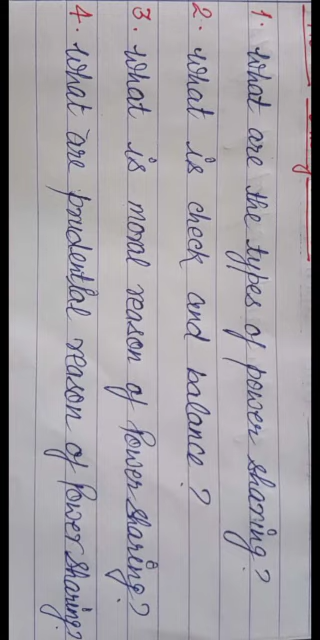 1. What are the types of power sharing?
2. What is check and balance?
3. What is moral reason of Power sharing?
4. What are prudental reason of Power sharing?